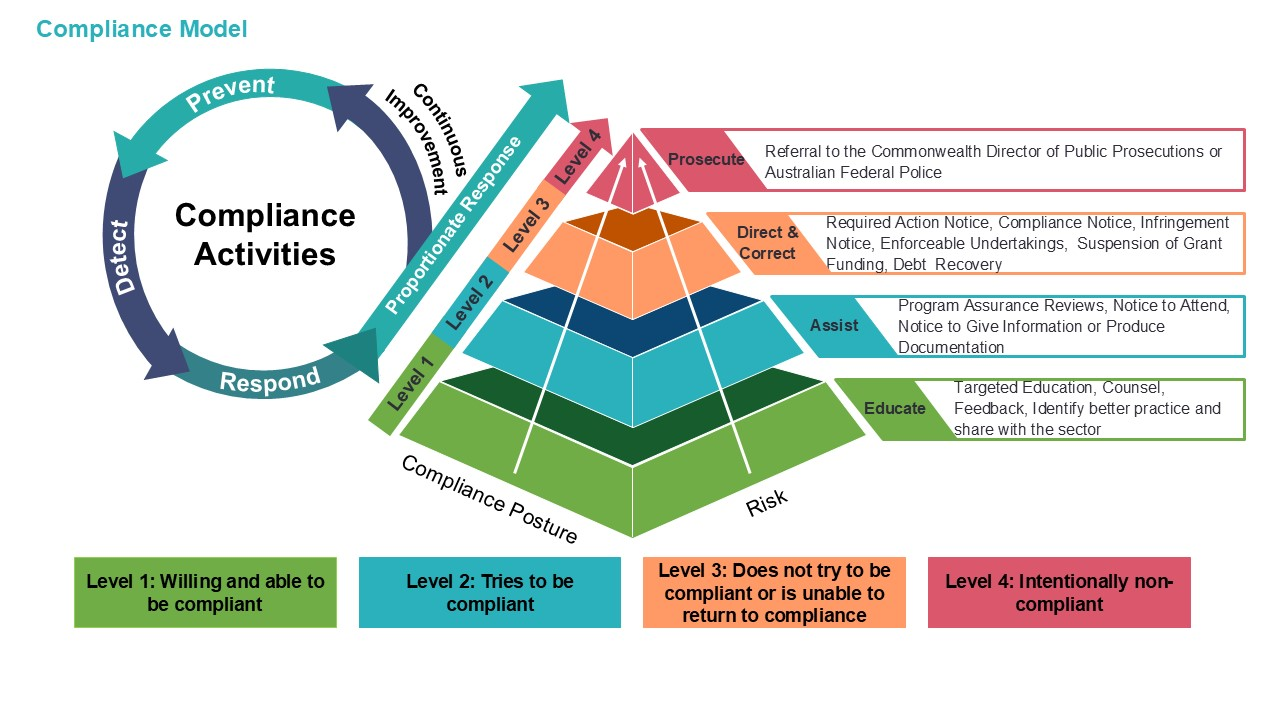 Compliance Model
Prevent
Detect
Respond
Continuous
Improvement
Compliance
Activities
Proportionate Response
Level 4
Level 3
Level 2
Level 1
Prosecute
Referral to the Commonwealth Director of Public Prosecutions or
Australian Federal Police
Direct &
Correct
Required Action Notice, Compliance Notice, Infringement
Notice, Enforceable Undertakings,  Suspension of Grant
Funding, Debt  Recovery
Assist
Program Assurance Reviews, Notice to Attend,
Notice to Give Information or Produce
Documentation
Educate
Targeted Education, Counsel,
Feedback, Identify better practice and
share with the sector
Compliance Posture
Risk
Level 1: Willing and able to
be compliant
Level 2: Tries to be
compliant
Level 3: Does not try to be
compliant or is unable to
return to compliance
Level 4: Intentionally non-
compliant